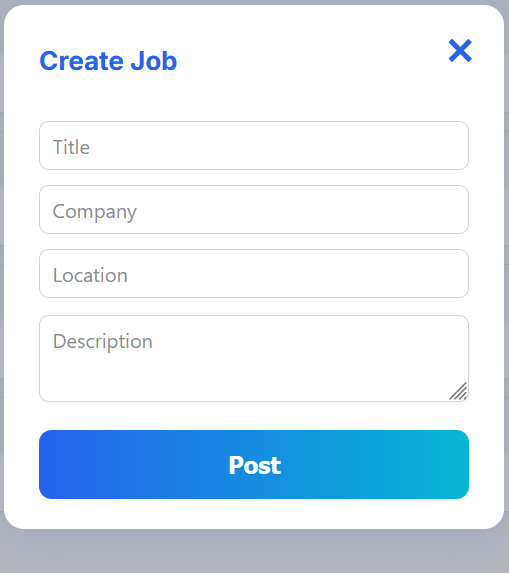 Create Job
Title
Company
Location
Description
Post